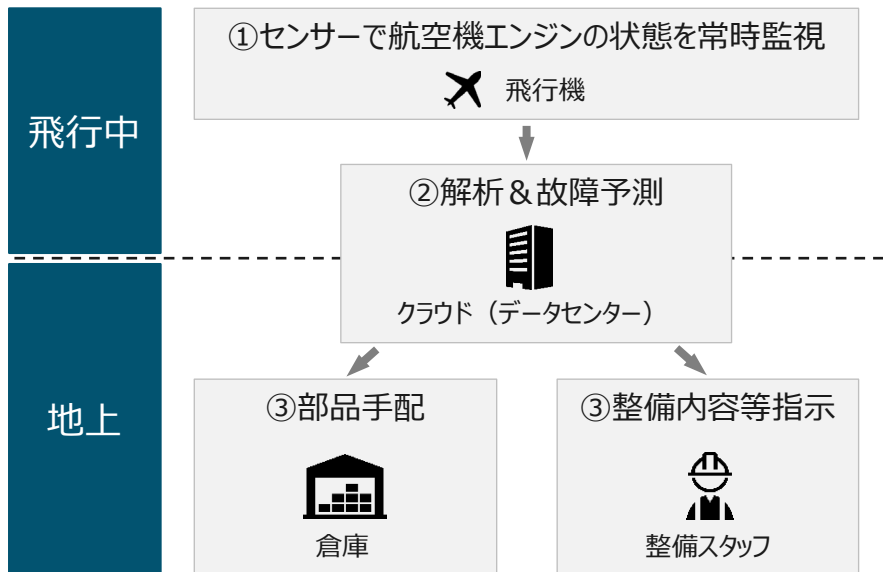 ①センサーで航空機エンジンの状態を常時監視
飛行機
飛行中
②解析＆故障予測
クラウド（データセンター）
地上
③部品手配
倉庫
③整備内容等指示
整備スタッフ